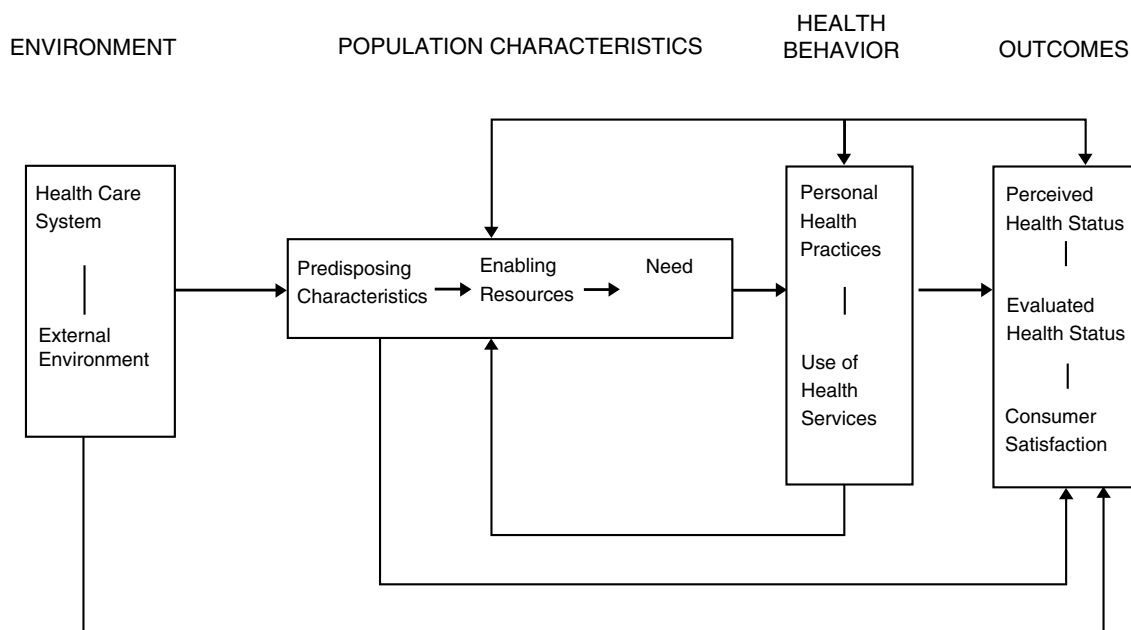 ENVIRONMENT
POPULATION CHARACTERISTICS
HEALTH
BEHAVIOR
OUTCOMES
Health Care
System
External
Environment
Predisposing
Characteristics
Enabling
Resources
Need
Personal
Health
Practices
Use of
Health
Services
Perceived
Health Status
Evaluated
Health Status
Consumer
Satisfaction